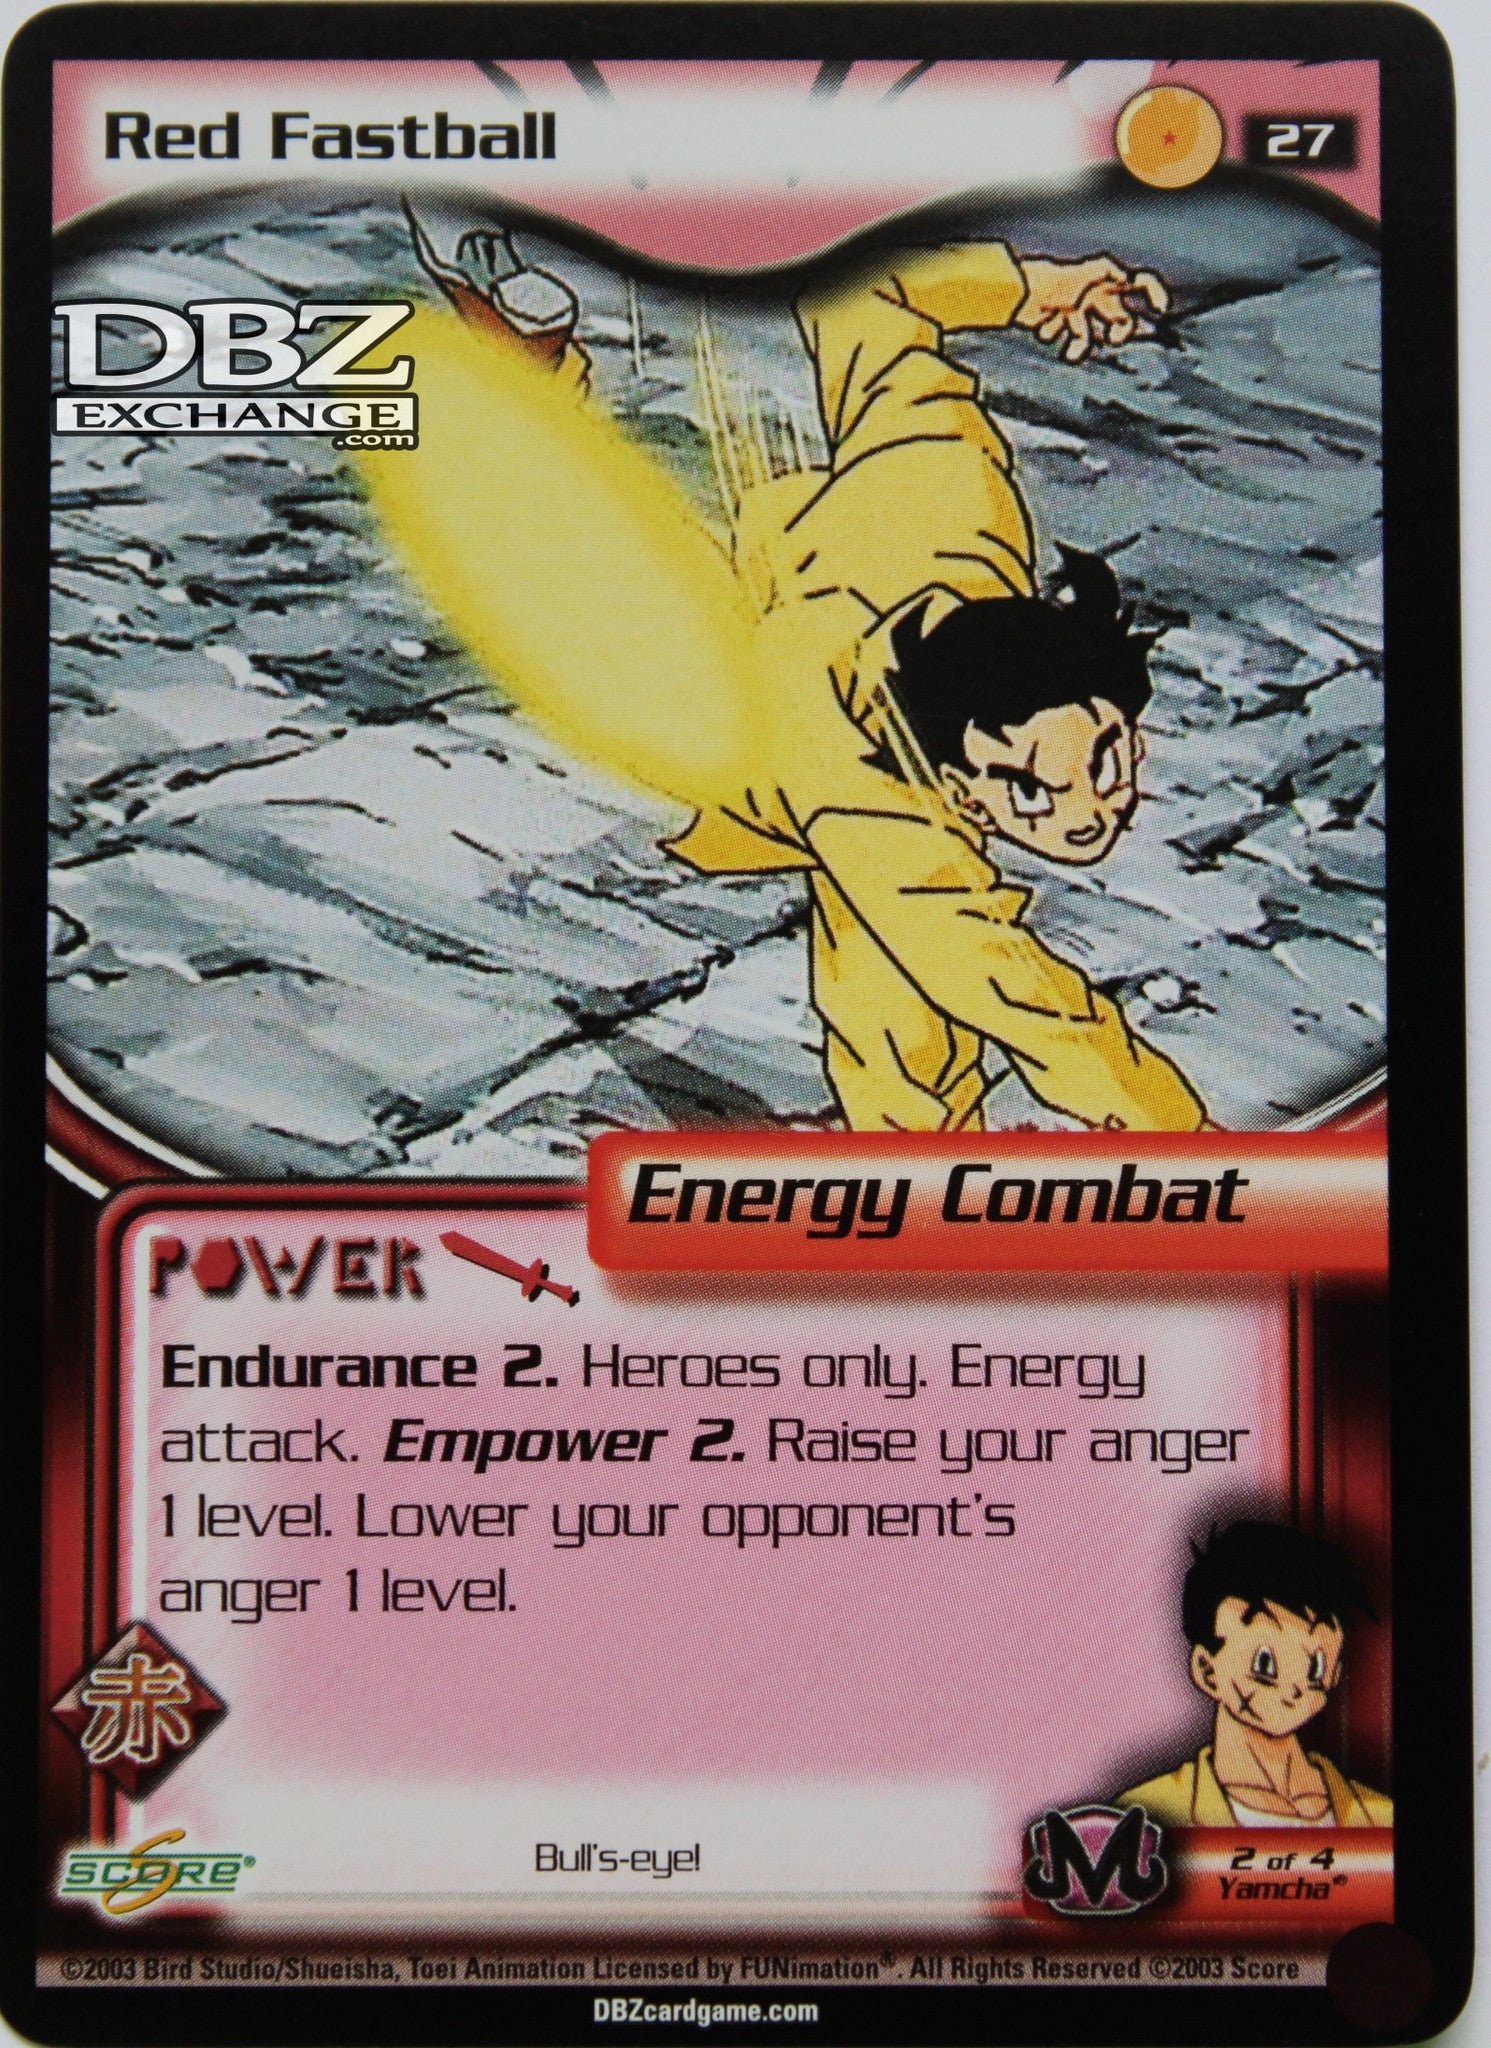 Red Fastball
27
DBZ
EXCHANGE
.com
Energy Combat
POWER
Endurance 2. Heroes only. Energy
attack. Empower 2. Raise your anger
1 level. Lower your opponent's
anger 1 level.
赤
Bull's-eye!
SCORE®
M
2 of 4
Yamcha®
©2003 Bird Studio/Shueisha, Toei Animation Licensed by FUNimation®. All Rights Reserved ©2003 Score
DBZcardgame.com